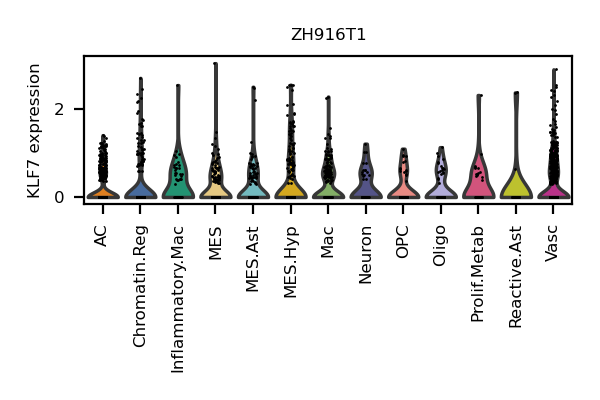 ZH916T1
KLF7 expression
2
0
AC
Chromatin.Reg
Inflammatory.Mac
MES
MES.Ast
MES.Hyp
Mac
Neuron
OPC
Oligo
Prolif.Metab
Reactive.Ast
Vasc